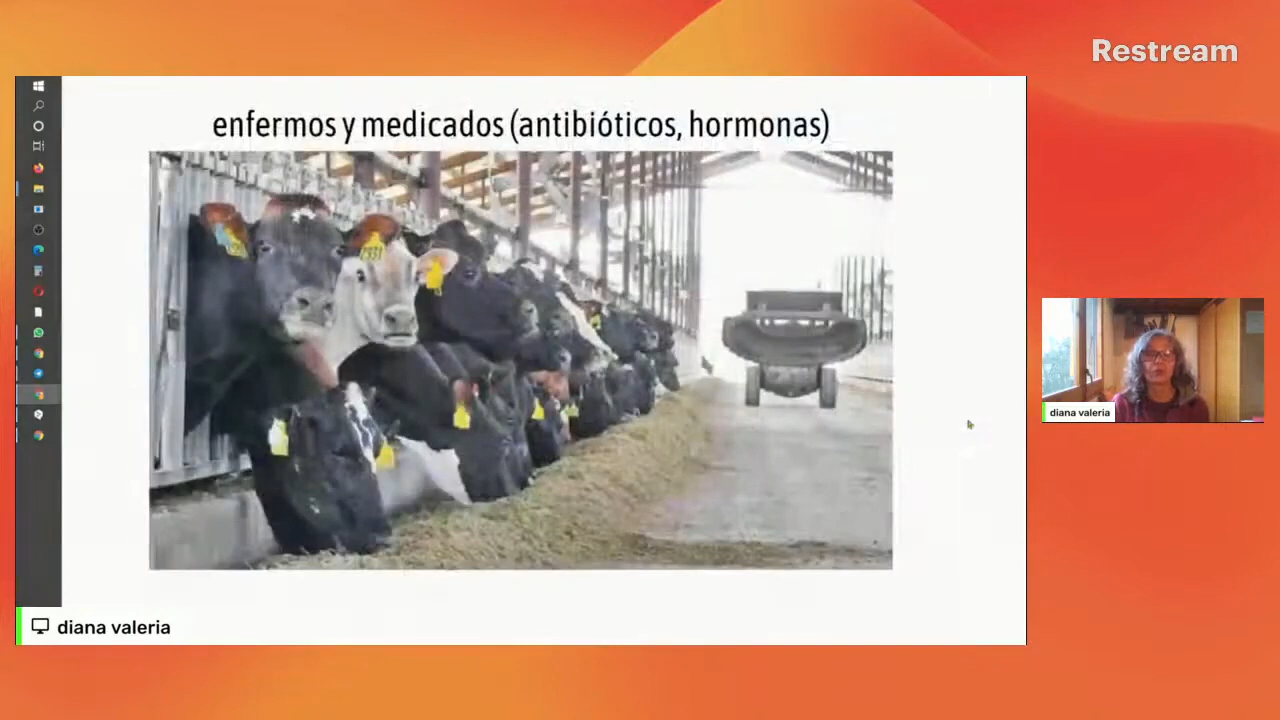 Restream
enfermos y medicados (antibióticos, hormonas)
diana valeria
diana valeria